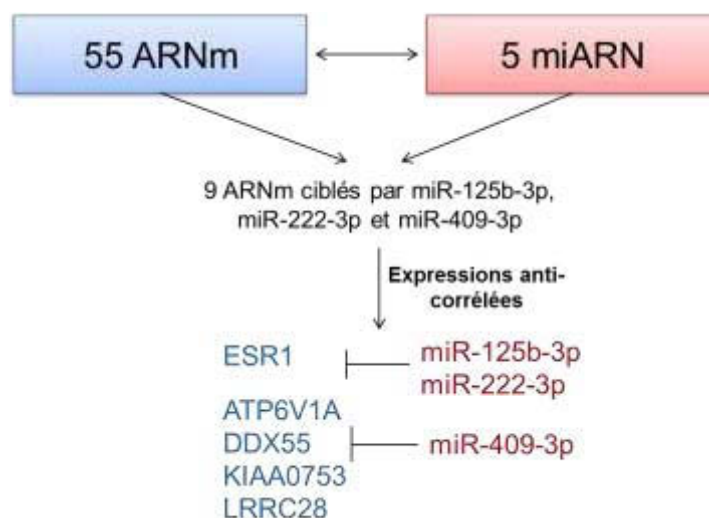 55 ARNm
5 miARN
9 ARNm ciblés par miR-125b-3p,
miR-222-3p et miR-409-3p
Expressions anti-
corrélées
ESR1
miR-125b-3p
miR-222-3p
ATP6V1A
DDX55
miR-409-3p
KIAA0753
LRRC28